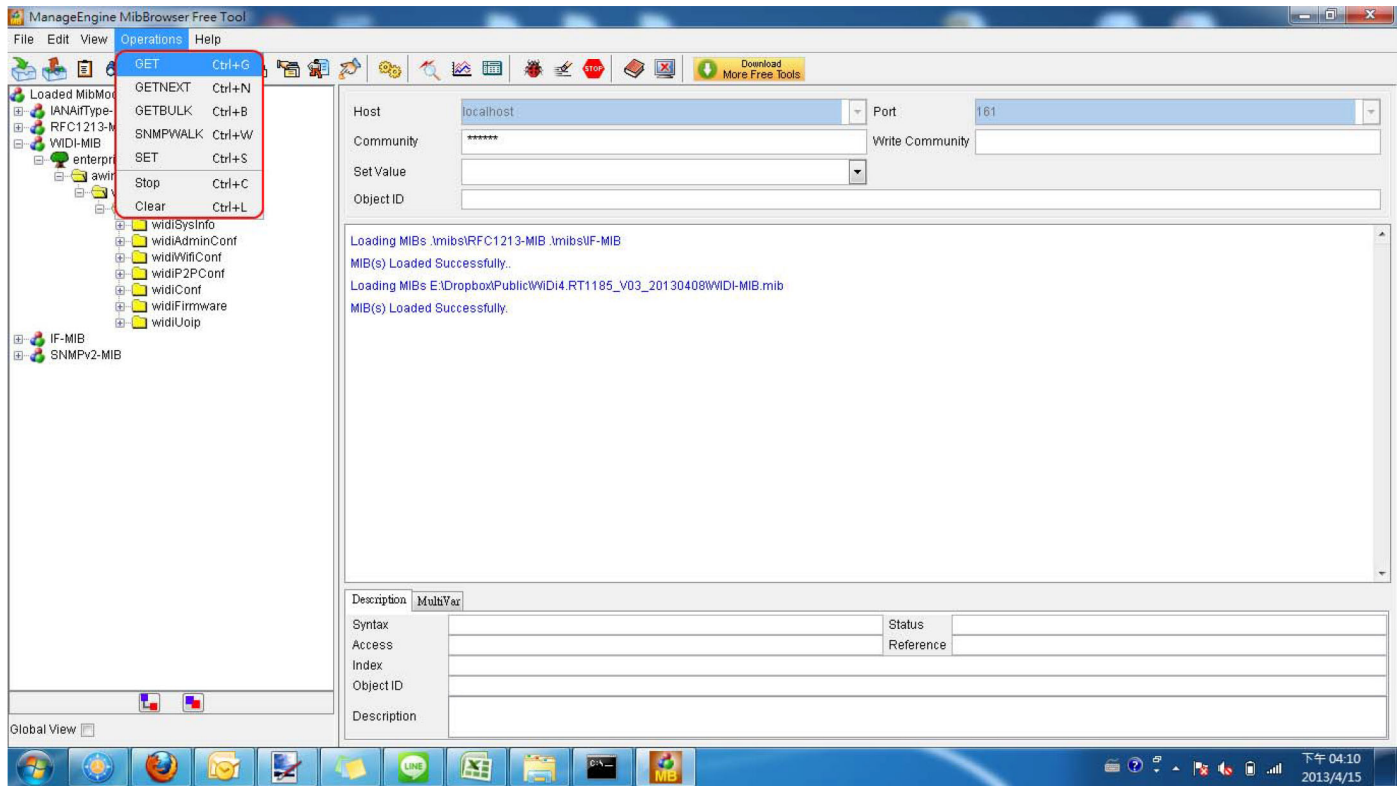 ManageEngine MibBrowser Free Tool
File Edit View Operations Help
GET Ctrl+G
GETNEXT Ctrl+N
GETBULK Ctrl+B
SNMPWALK Ctrl+W
SET Ctrl+S
Stop Ctrl+C
Clear Ctrl+L
STOP
Download
More Free Tools
Loaded MibMo
IANAifType-
RFC1213-M
WIDI-MIB
enterpri
awin
widiSysInfo
widiAdminConf
widiWifiConf
widiP2PConf
widiConf
widiFirmware
widiUoip
IF-MIB
SNMPv2-MIB
Global View
Host localhost Port 161
Community ****** Write Community
Set Value
Object ID
Loading MIBs .\mibs\RFC1213-MIB .\mibs\IF-MIB
MIB(s) Loaded Successfully..
Loading MIBs E:\Dropbox\Public\WiDi4.RT1185_V03_20130408\WIDI-MIB.mib
MIB(s) Loaded Successfully.
Description MultiVar
Syntax Status
Access Reference
Index
Object ID
Description
LINE
C:\_
MB
下午 04:10
2013/4/15